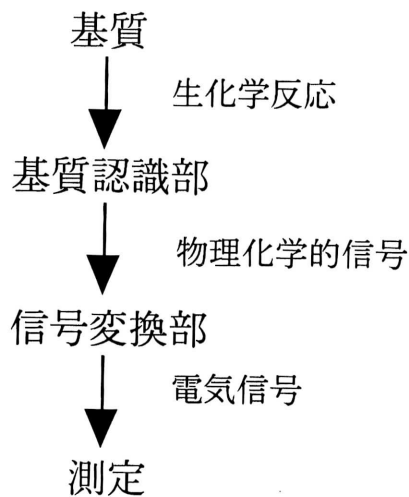 基質
生化学反応
基質認識部
物理化学的信号
信号変換部
電気信号
測定